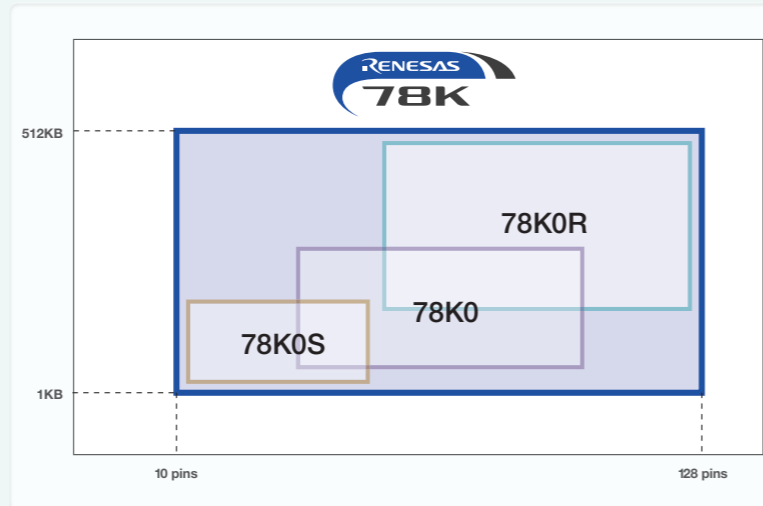 RENESAS
78K
512KB
78K0R
78K0
78K0S
1KB
10 pins
128 pins